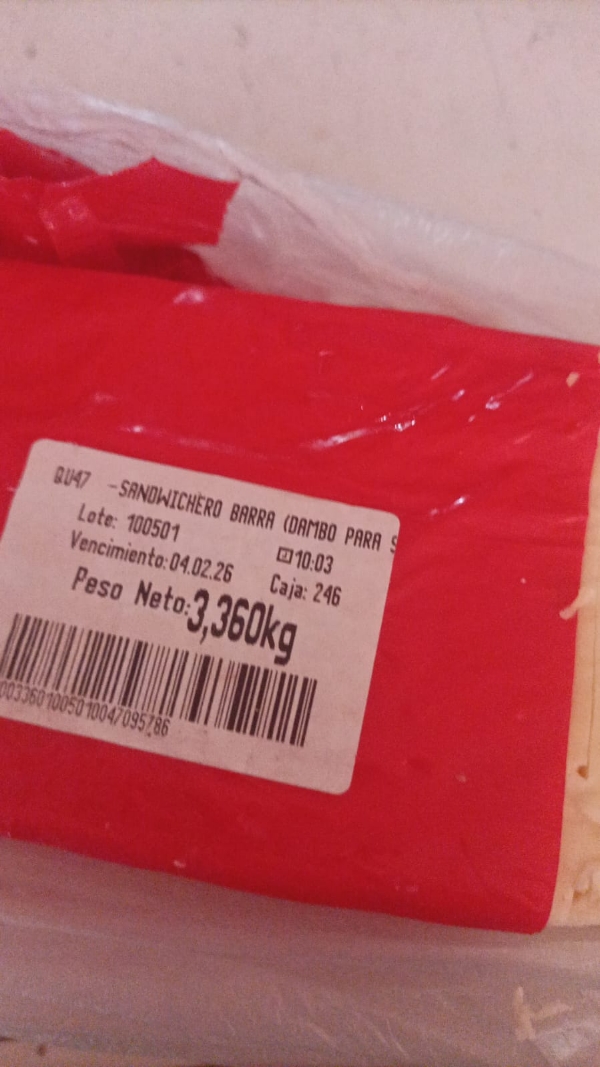 QU47 -SANDWICHERO BARRA (DAMBO PARA S
Lote: 100501 10:03
Vencimiento:04.02.26 Caja: 246
Peso Neto:3,360kg
0033601005010047095786